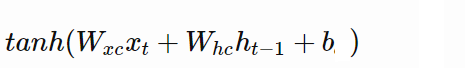 tanh(W_{xc}x_t + W_{hc}h_{t-1} + b )